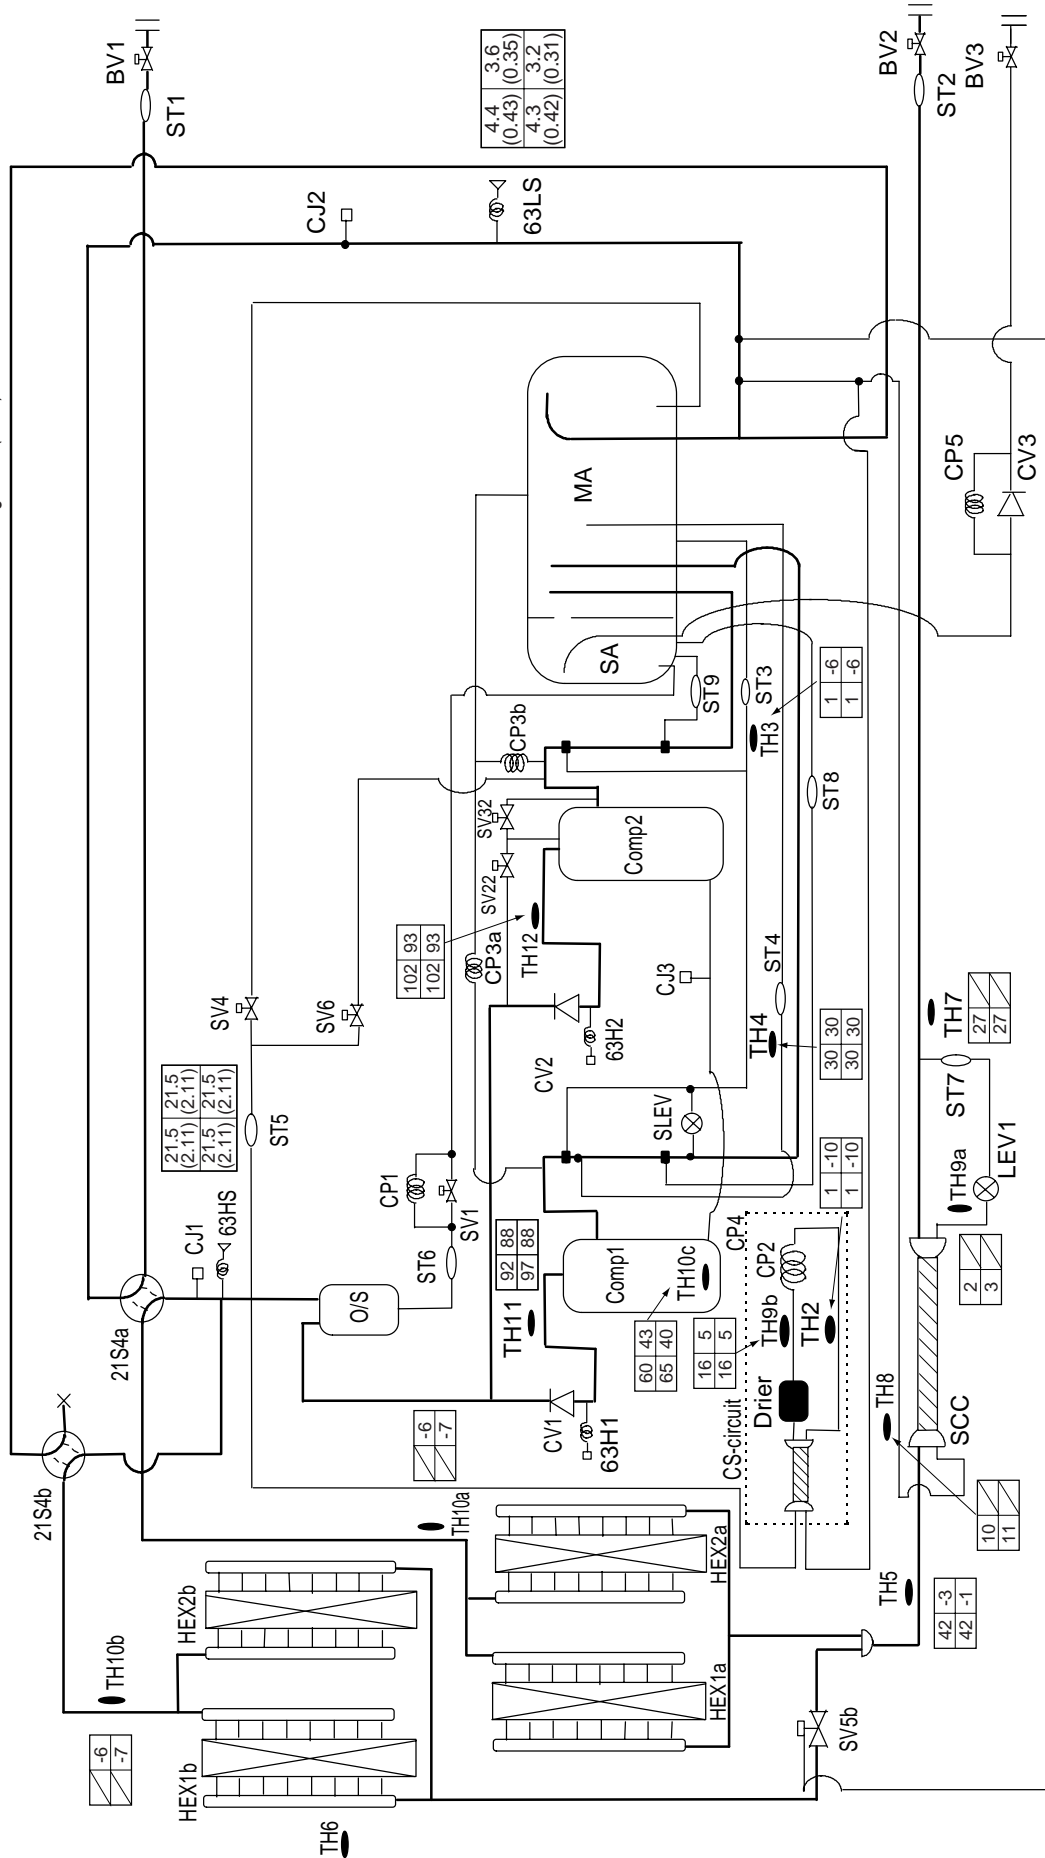 BV1
ST1
BV2
ST2
BV3
4.4 3.6
(0.43) (0.35)
4.3 3.2
(0.42) (0.31)
CJ2
63LS
MA
SA
CP5
CV3
SV4
SV6
ST5
21.5 21.5
(2.11) (2.11)
21.5 21.5
(2.11) (2.11)
CP3b
SV32
SV22
CP3a
Comp2
102 93
102 93
TH12
CV2
63H2
CJ3
ST9
ST3
TH3
1 -6
1 -6
ST8
ST4
TH4
30 30
30 30
SLEV
TH7
27
27
ST7
LEV1
TH9a
2
3
SCC
TH8
10
11
TH5
42 -3
42 -1
CJ1
63HS
21S4a
21S4b
O/S
CP1
SV1
ST6
TH11
92 88
97 88
Comp1
TH10c
60 43
65 40
CV1
63H1
-6
-7
TH10a
CP4
CP2
TH9b
16 5
16 5
TH2
1 -10
1 -10
Drier
CS-circuit
HEX2b
HEX1b
HEX2a
HEX1a
TH10b
-6
-7
TH6
SV5b